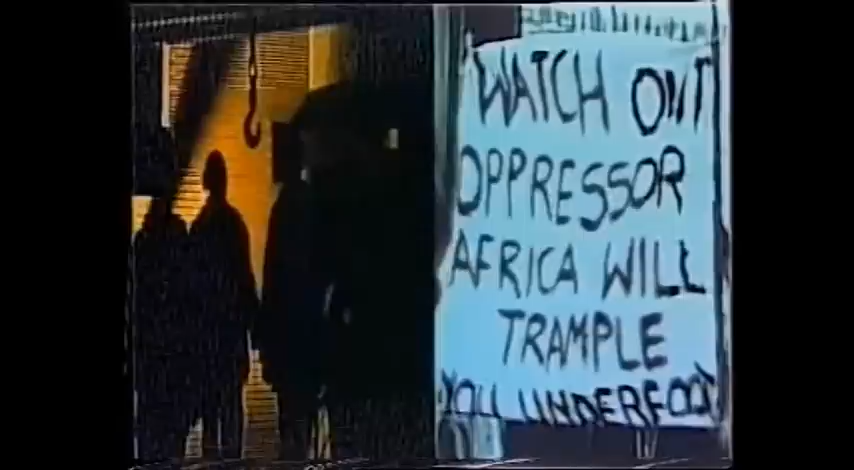 WATCH OUT
OPPRESSOR
AFRICA WILL
TRAMPLE
YOU UNDERFOOT